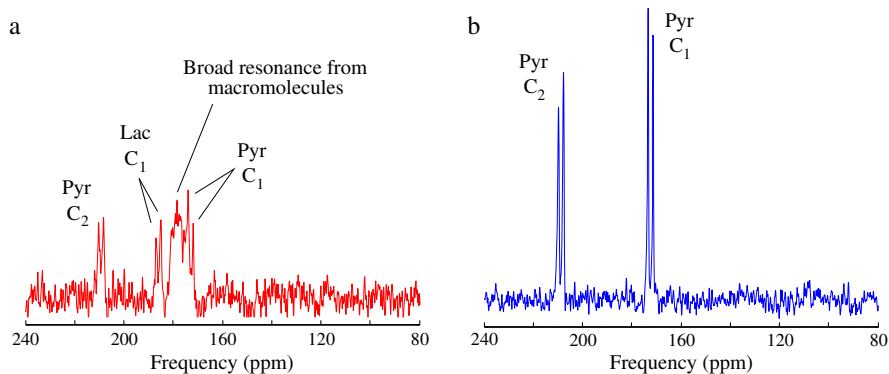 a
Broad resonance from
macromolecules
Lac
C1
Pyr
C1
Pyr
C2
240 200 160 120 80
Frequency (ppm)
b
Pyr
C1
Pyr
C2
240 200 160 120 80
Frequency (ppm)